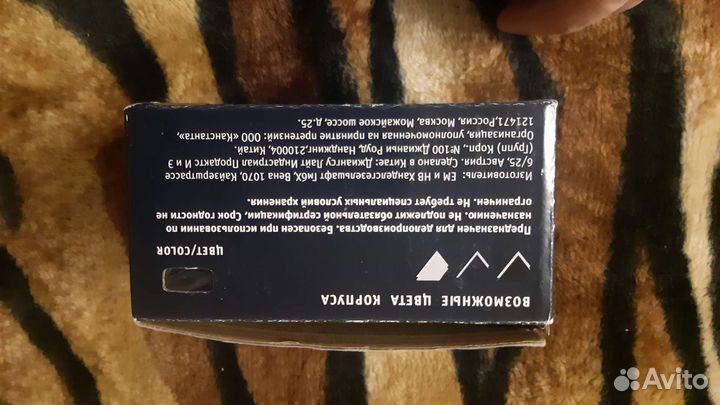 ВОЗМОЖНЫЕ ЦВЕТА КОРПУСА
ЦВЕТ/COLOR
Предназначен для делопроизводства. Безопасен при использовании по
назначению. Не подлежит обязательной сертификации, Срок годности не
ограничен. Не требует специальных условий хранения.
Изготовитель: Е М НВ Ханделсгезельшафт ГмбХ, Вена 1070, Кайзерштрассе
6/25, Австрия. Сделано в Китае: Джиангсу Лайт Индастриал Продактс И и Э
(Групп) Корп., №100 Джианйи Роуд, Нанджинг,210004, Китай.
Организация, уполномоченная на принятие претензий: ООО «Канстанта»,
121471,Россия, Москва, Можайское шоссе, д.25.
Avito